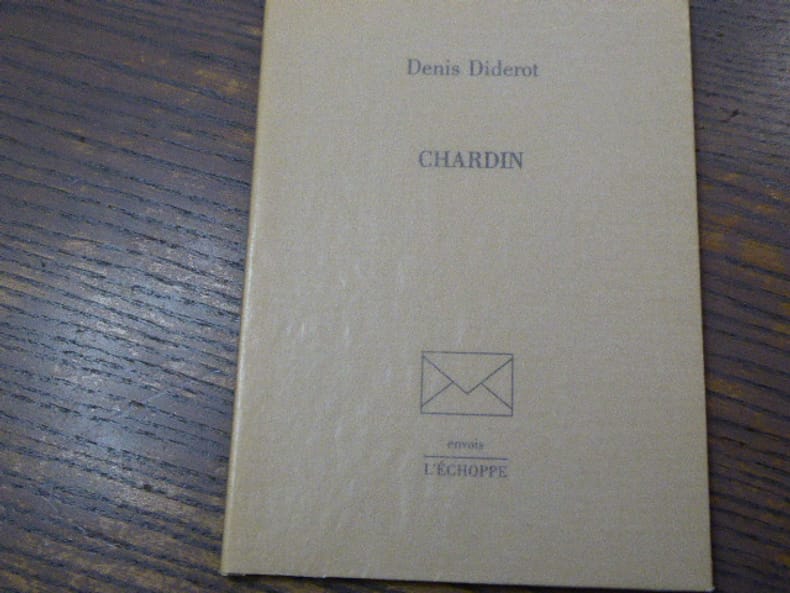 Denis Diderot
CHARDIN
envois
L'ÉCHOPPE